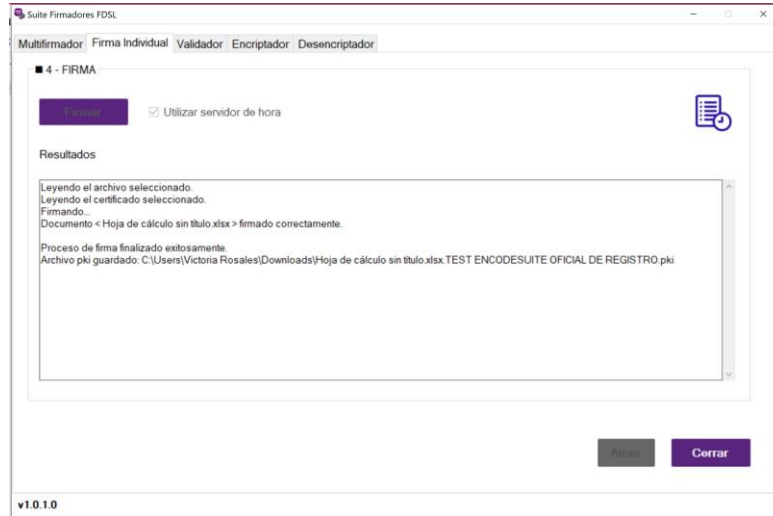 Suite Firmadores FDSL
Multifirmador Firma Individual Validador Encriptador Desencriptador
4 - FIRMA
Firmar Utilizar servidor de hora
Resultados
Leyendo el archivo seleccionado.
Leyendo el certificado seleccionado.
Firmando...
Documento < Hoja de cálculo sin título.xlsx > firmado correctamente.
Proceso de firma finalizado exitosamente.
Archivo pki guardado: C:\Users\Victoria Rosales\Downloads\Hoja de cálculo sin título.xlsx.TEST ENCODESUITE OFICIAL DE REGISTRO.pki
Atras Cerrar
v1.0.1.0